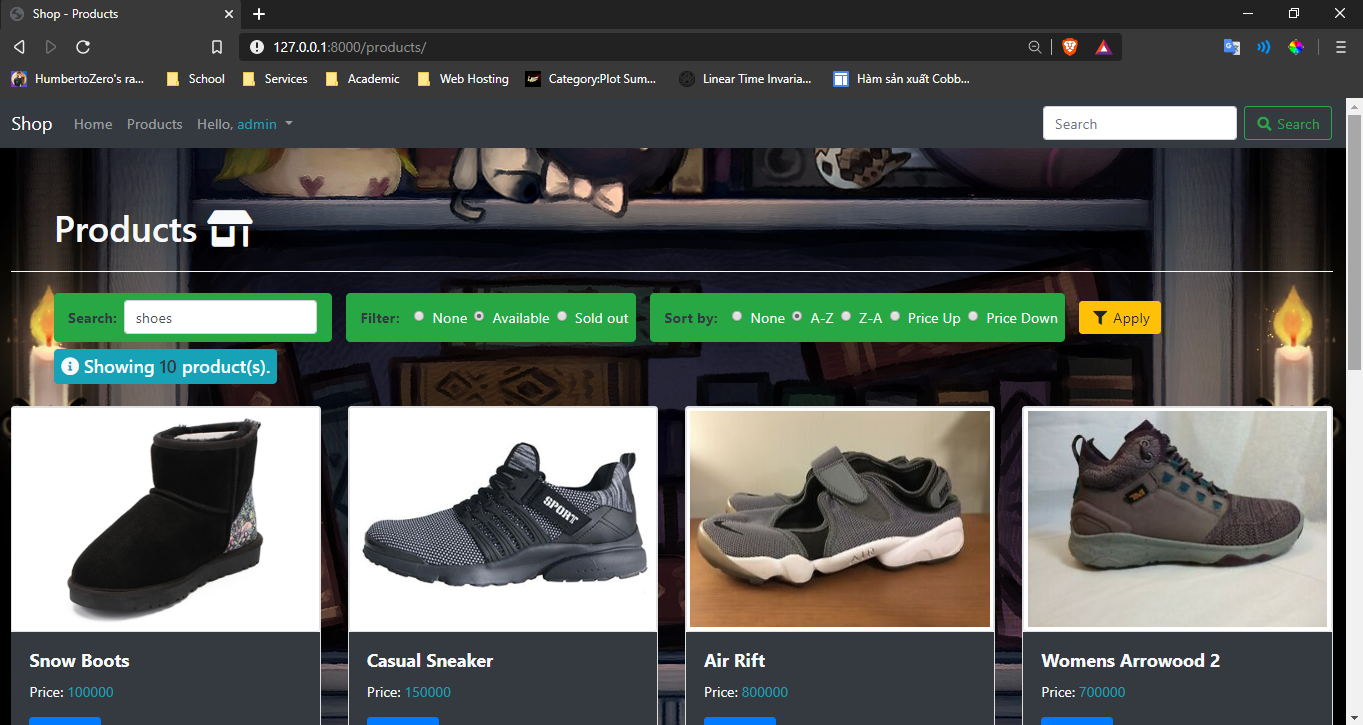 Shop - Products
127.0.0.1:8000/products/
HumbertoZero's ra... School Services Academic Web Hosting Category:Plot Sum... Linear Time Invaria... Hàm sản xuất Cobb...
Shop Home Products Hello, admin Search Search
Products
Search: shoes Filter: None Available Sold out Sort by: None A-Z Z-A Price Up Price Down Apply
Showing 10 product(s).
SPORT
AIR
Snow Boots Casual Sneaker Air Rift Womens Arrowood 2
Price: 100000 Price: 150000 Price: 800000 Price: 700000